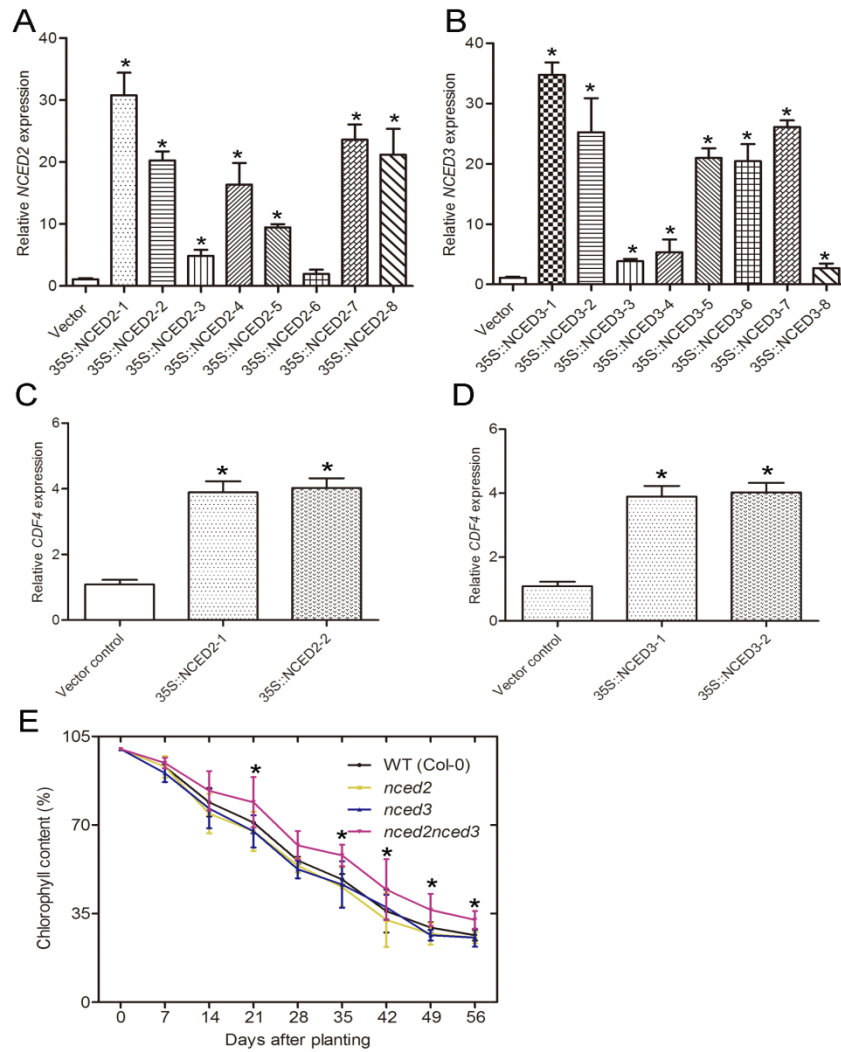 A
Relative NCED2 expression
40
30
20
10
0
*
*
*
*
*
*
*
Vector
35S::NCED2-1
35S::NCED2-2
35S::NCED2-3
35S::NCED2-4
35S::NCED2-5
35S::NCED2-6
35S::NCED2-7
35S::NCED2-8
B
Relative NCED3 expression
40
30
20
10
0
*
*
*
*
*
*
*
*
Vector
35S::NCED3-1
35S::NCED3-2
35S::NCED3-3
35S::NCED3-4
35S::NCED3-5
35S::NCED3-6
35S::NCED3-7
35S::NCED3-8
C
Relative CDF4 expression
6
4
2
0
*
*
Vector control
35S::NCED2-1
35S::NCED2-2
D
Relative CDF4 expression
6
4
2
0
*
*
Vector control
35S::NCED3-1
35S::NCED3-2
E
Chlorophyll content (%)
105
70
35
0
*
*
*
*
*
WT (Col-0)
nced2
nced3
nced2nced3
0 7 14 21 28 35 42 49 56
Days after planting